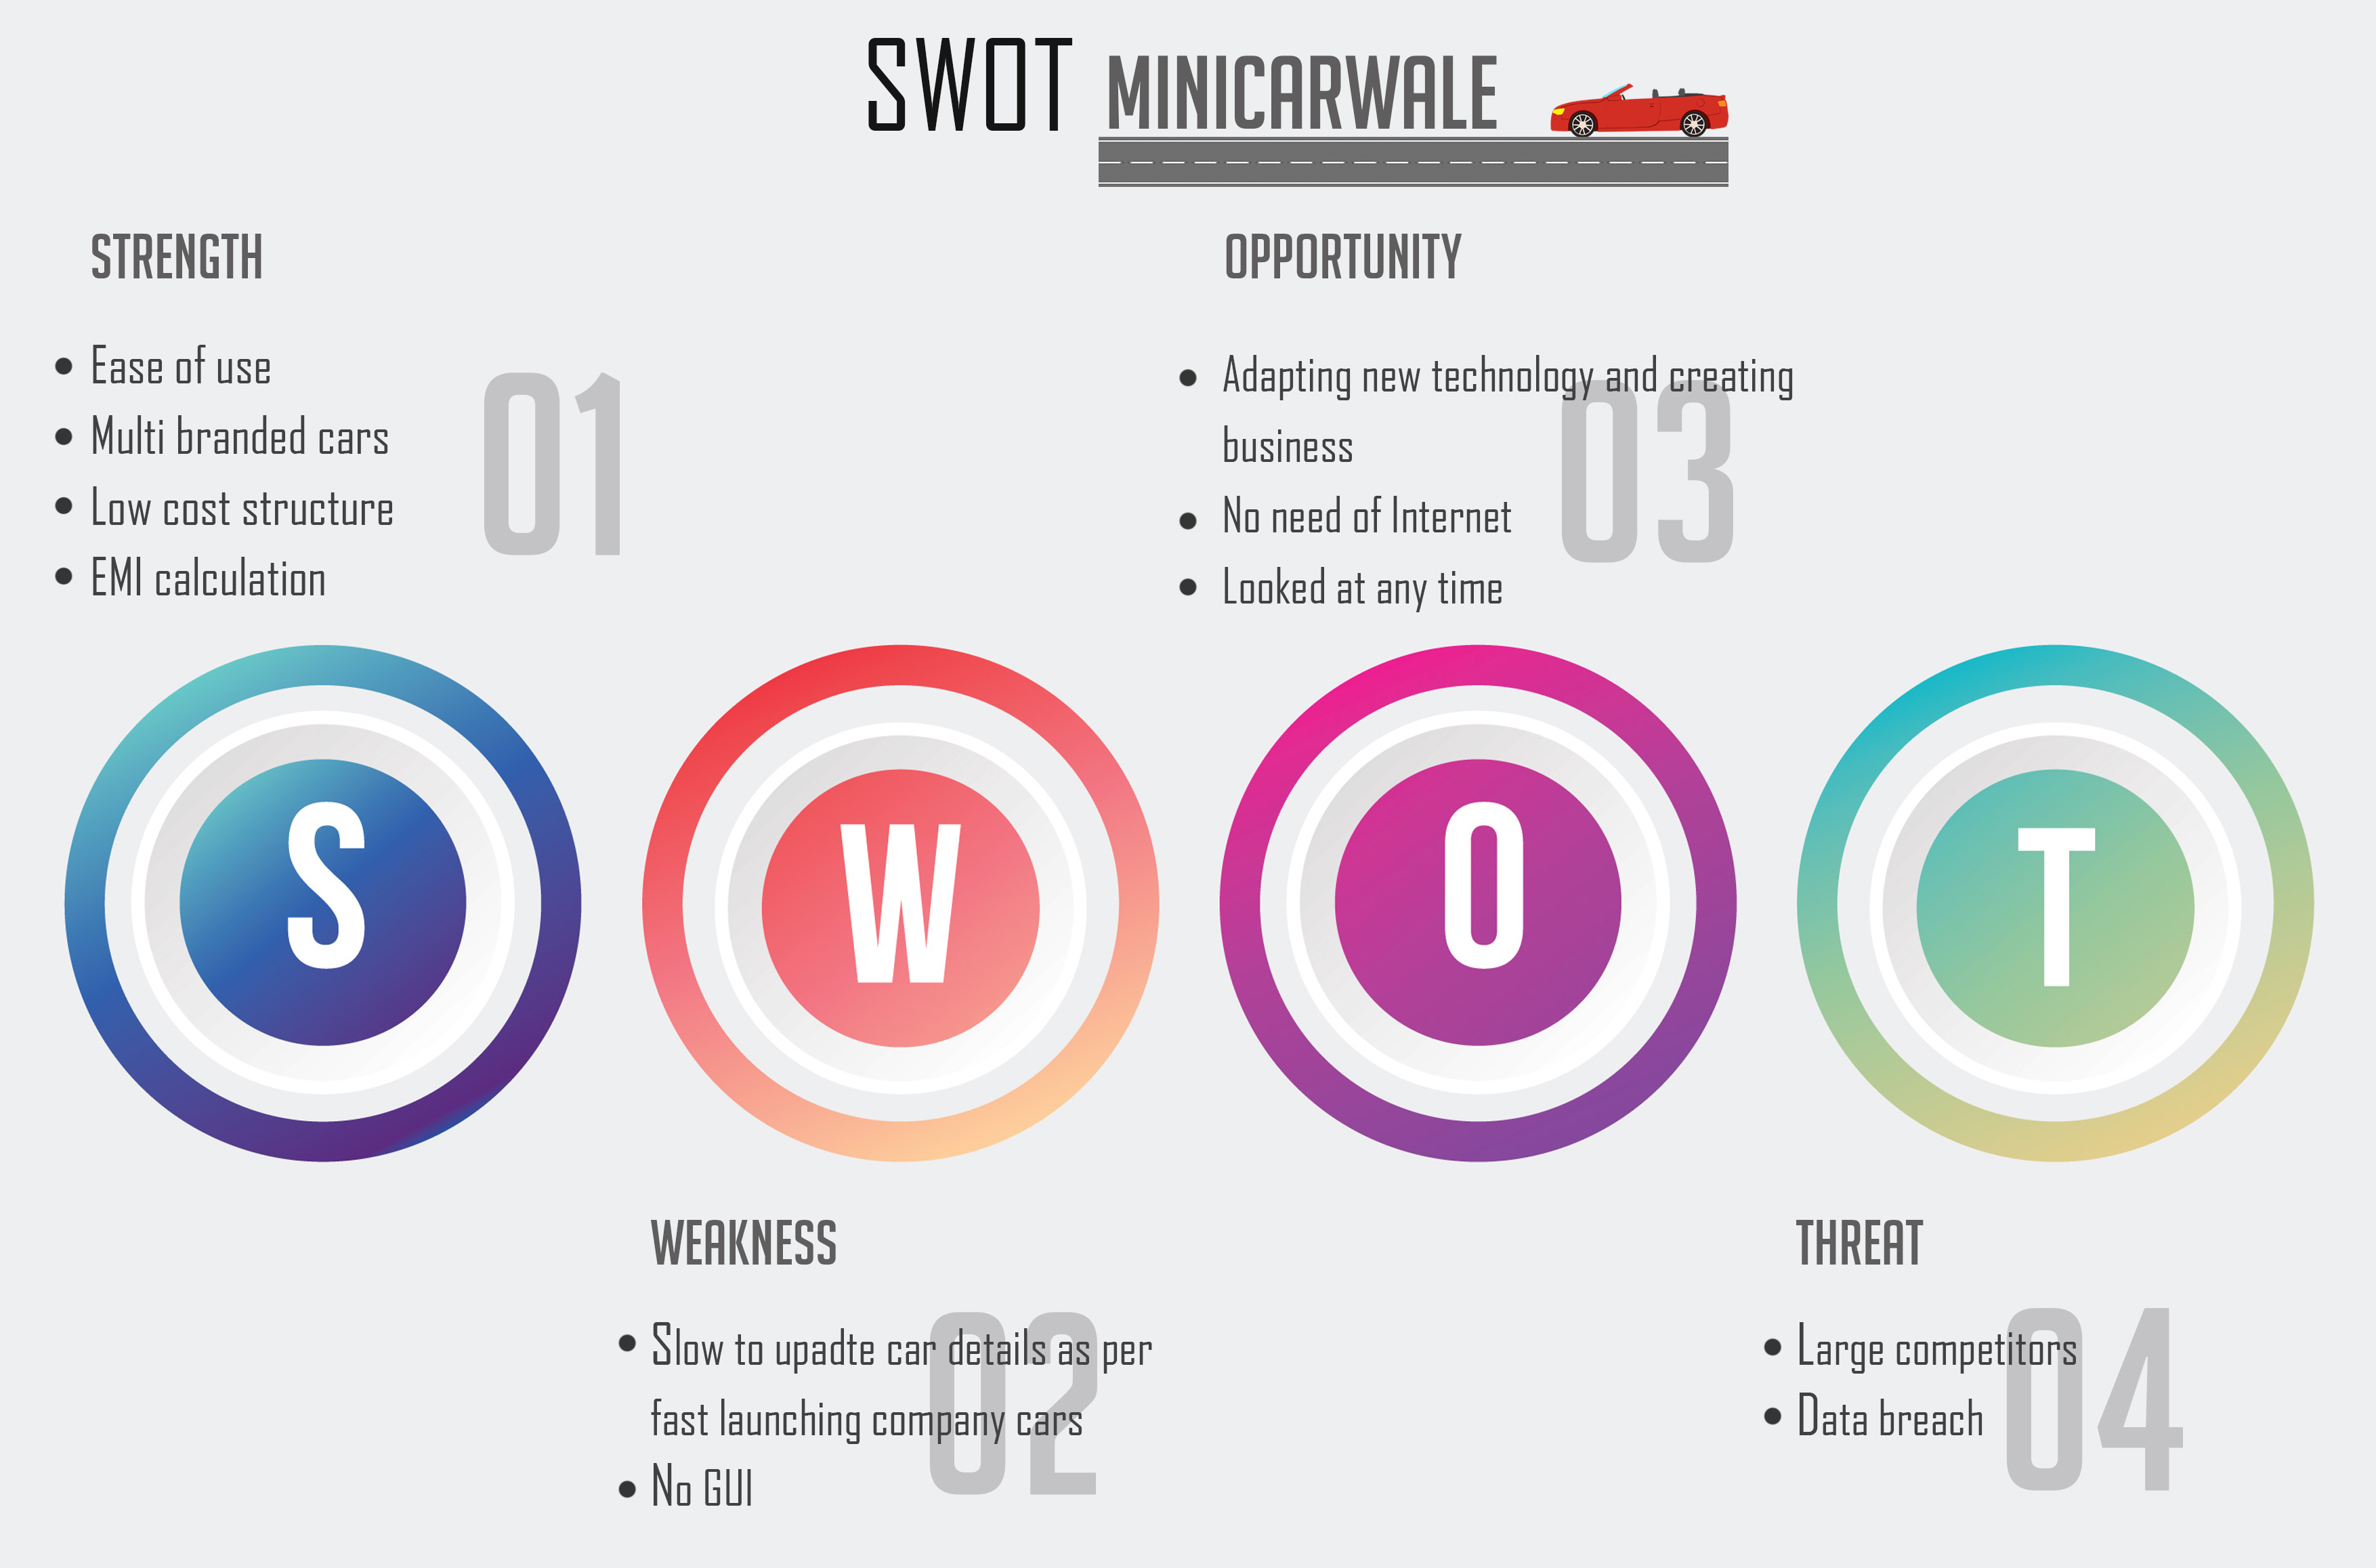 SWOT MINICARWALE
STRENGTH
Ease of use
Multi branded cars
Low cost structure
EMI calculation
01
OPPORTUNITY
Adapting new technology and creating
business
No need of Internet
Looked at any time
03
S
W
O
T
WEAKNESS
Slow to upadte car details as per
fast launching company cars
No GUI
02
THREAT
Large competitors
Data breach
04